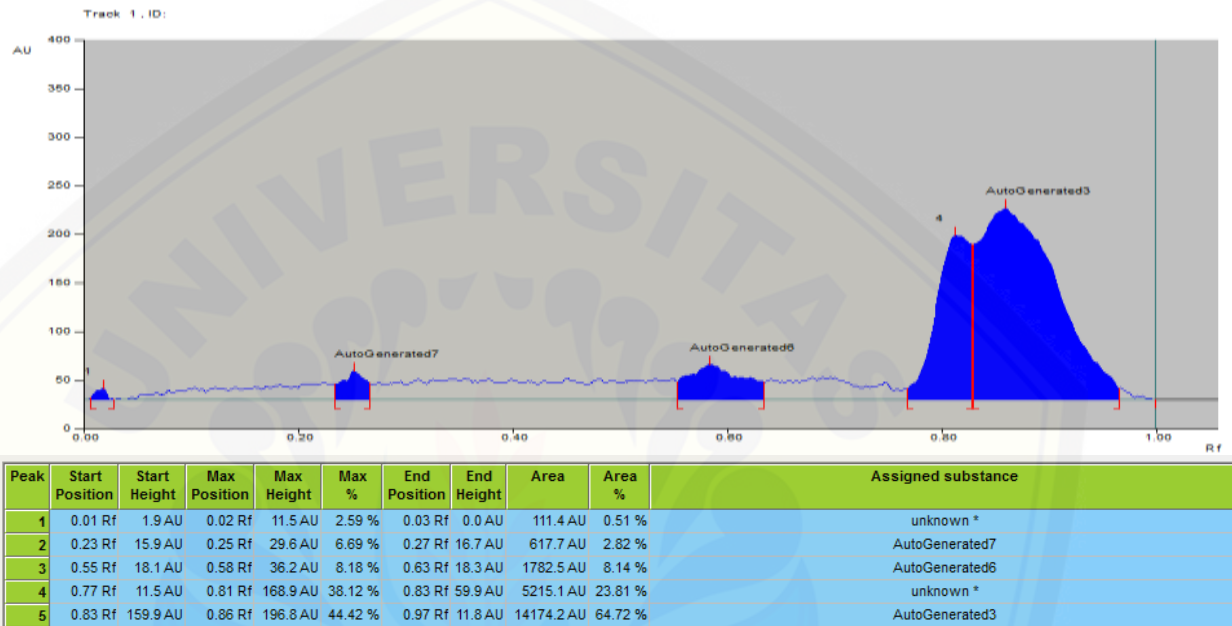 Track 1 , ID:
AU
400
350
300
250
200
150
100
50
0
AutoGenerated3
4
AutoGenerated7
AutoGenerated6
1
0.00 0.20 0.40 0.60 0.80 1.00
Rf
UNIVERSITAS
Peak Start Position Start Height Max Position Max Height Max % End Position End Height Area Area % Assigned substance
1 0.01 Rf 1.9 AU 0.02 Rf 11.5 AU 2.59 % 0.03 Rf 0.0 AU 111.4 AU 0.51 % unknown *
2 0.23 Rf 15.9 AU 0.25 Rf 29.6 AU 6.69 % 0.27 Rf 16.7 AU 617.7 AU 2.82 % AutoGenerated7
3 0.55 Rf 18.1 AU 0.58 Rf 36.2 AU 8.18 % 0.63 Rf 18.3 AU 1782.5 AU 8.14 % AutoGenerated6
4 0.77 Rf 11.5 AU 0.81 Rf 168.9 AU 38.12 % 0.83 Rf 59.9 AU 5215.1 AU 23.81 % unknown *
5 0.83 Rf 159.9 AU 0.86 Rf 196.8 AU 44.42 % 0.97 Rf 11.8 AU 14174.2 AU 64.72 % AutoGenerated3